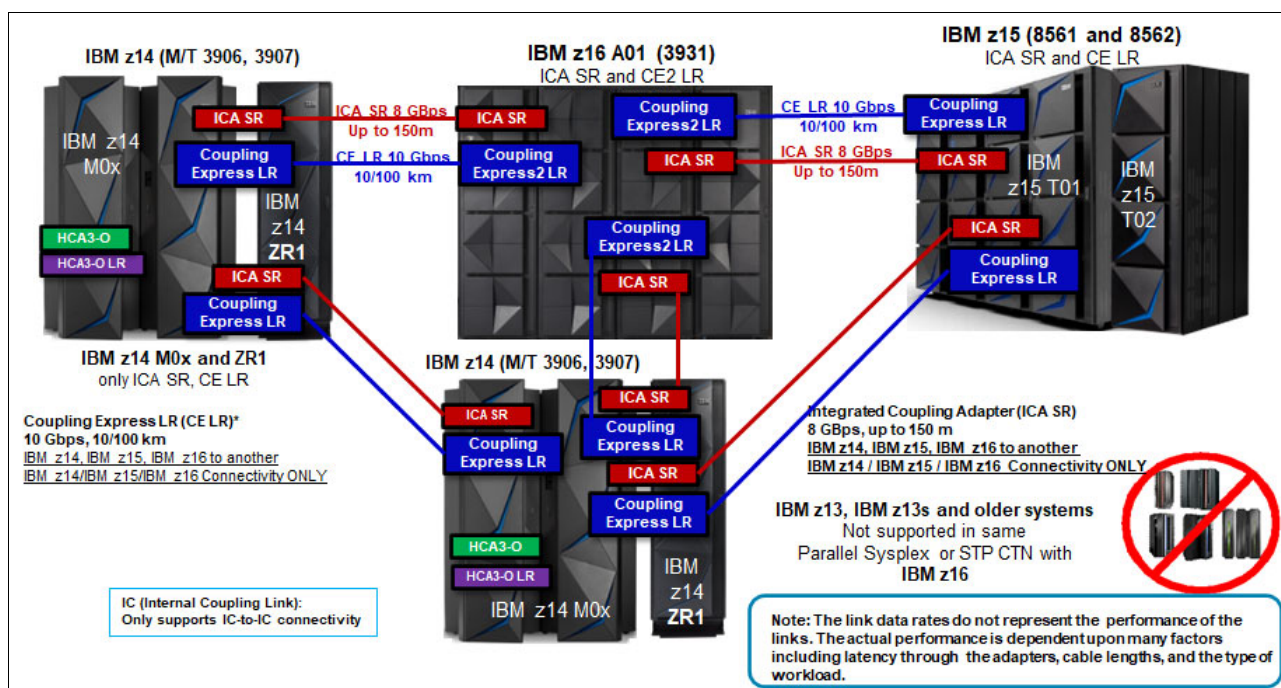 IBM z14 (M/T 3906, 3907)
IBM z16 A01 (3931)
ICA SR and CE2 LR
IBM z15 (8561 and 8562)
ICA SR and CE LR
IBM z14
M0x
ICA SR
Coupling
Express LR
IBM
z14
ZR1
HCA3-O
HCA3-O LR
ICA SR
Coupling
Express LR
ICA SR 8 GBps
Up to 150m
CE LR 10 Gbps
10/100 km
ICA SR
Coupling
Express2 LR
Coupling
Express2 LR
ICA SR
Coupling
Express2 LR
ICA SR
CE LR 10 Gbps
10/100 km
ICA SR 8 GBps
Up to 150m
Coupling
Express LR
ICA SR
IBM
z15 T01
IBM
z15
T02
ICA SR
Coupling
Express LR
IBM z14 M0x and ZR1
only ICA SR, CE LR
Coupling Express LR (CE LR)*
10 Gbps, 10/100 km
IBM z14, IBM z15, IBM z16 to another
IBM z14/IBM z15/IBM z16 Connectivity ONLY
IBM z14 (M/T 3906, 3907)
ICA SR
Coupling
Express LR
ICA SR
Coupling
Express LR
ICA SR
Coupling
Express LR
HCA3-O
HCA3-O LR
IBM z14 M0x
IBM
z14
ZR1
Integrated Coupling Adapter (ICA SR)
8 GBps, up to 150 m
IBM z14, IBM z15, IBM z16 to another
IBM z14 / IBM z15 / IBM z16 Connectivity ONLY
IBM z13, IBM z13s and older systems
Not supported in same
Parallel Sysplex or STP CTN with
IBM z16
IC (Internal Coupling Link):
Only supports IC-to-IC connectivity
Note: The link data rates do not represent the performance of the
links. The actual performance is dependent upon many factors
including latency through the adapters, cable lengths, and the type of
workload.